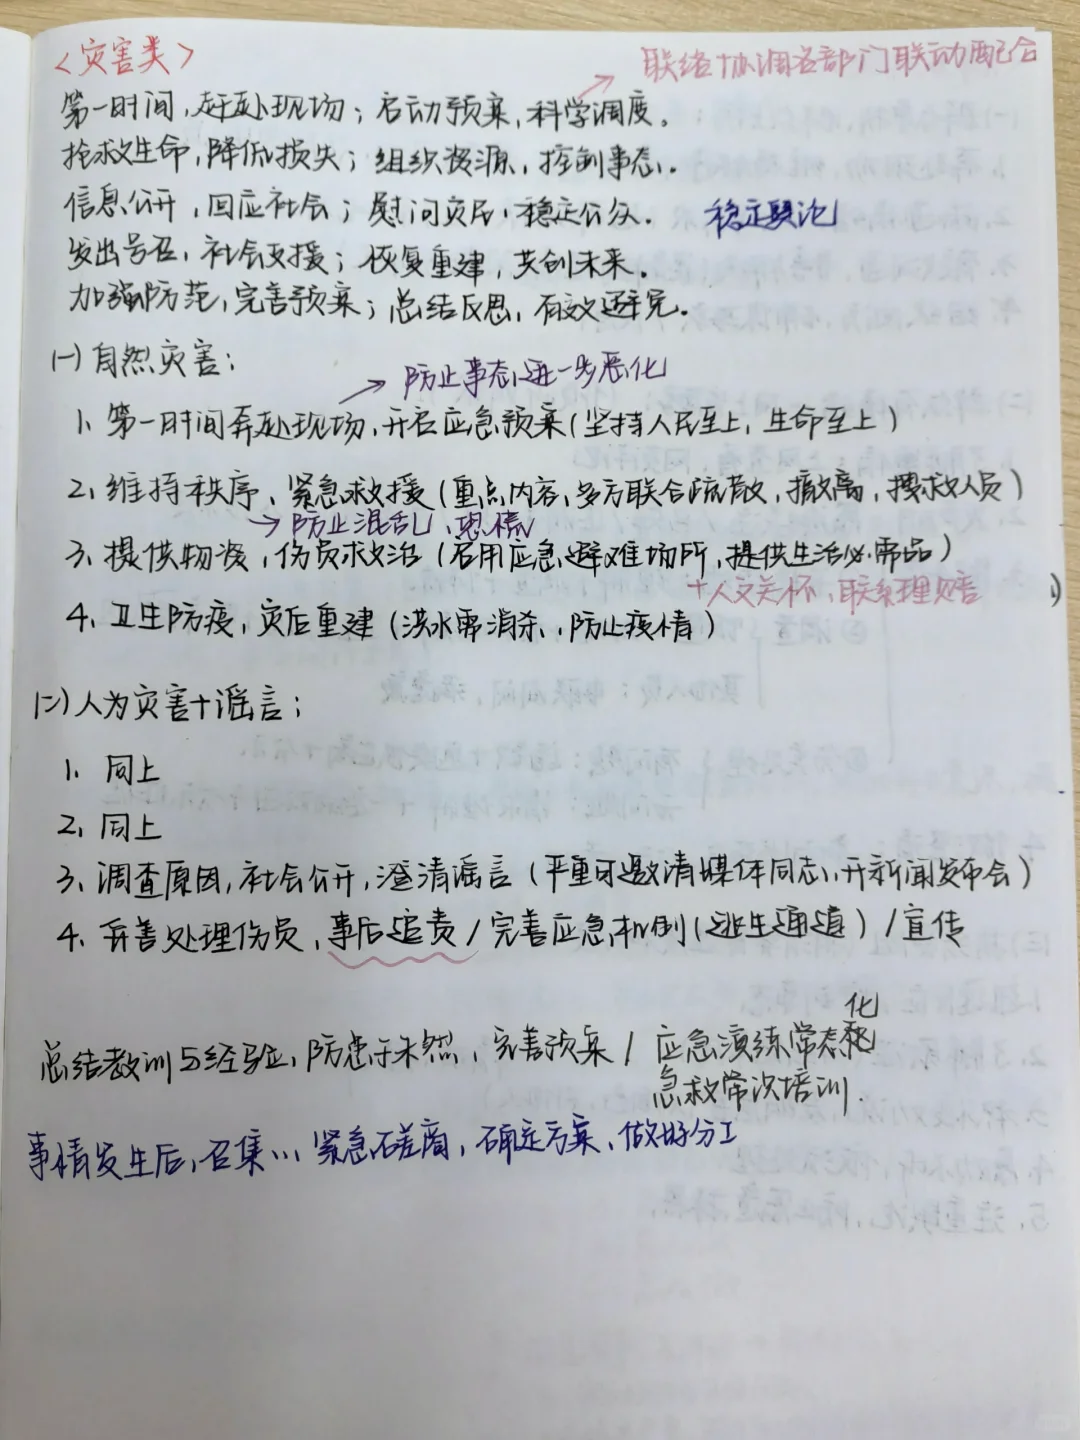 <灾害类>
联络协调各部门联动配合
第一时间，赶赴现场；启动预案，科学调度。
抢救生命，降低损失；组织资源，控制事态。
信息公开，回应社会；慰问灾民，稳定公众。 稳定舆论
发出号召，社会支援；恢复重建，共创未来。
加强防范，完善预案；总结反思，有效避免。
(一)自然灾害：
防止事态进一步恶化
1、第一时间奔赴现场，开启应急预案(坚持人民至上，生命至上)
2、维持秩序、紧急救援(重点内容，多方联合疏散，撤离，搜救人员)
防止混乱、恐慌
3、提供物资，伤员救治(启用应急避难场所，提供生活必需品)
+人文关怀、联系理赔
4、卫生防疫，灾后重建(洪水需消杀、防止疫情)
(二)人为灾害+谣言：
1、同上
2、同上
3、调查原因，社会公开，澄清谣言(严重可邀请媒体同志，开新闻发布会)
4、妥善处理伤员、事后追责/完善应急机制(逃生通道)/宣传
化
总结教训与经验，防患于未然，完善预案/应急演练常态
急救常识培训.
事情发生后，召集…紧急磋商，确定方案、做好分工